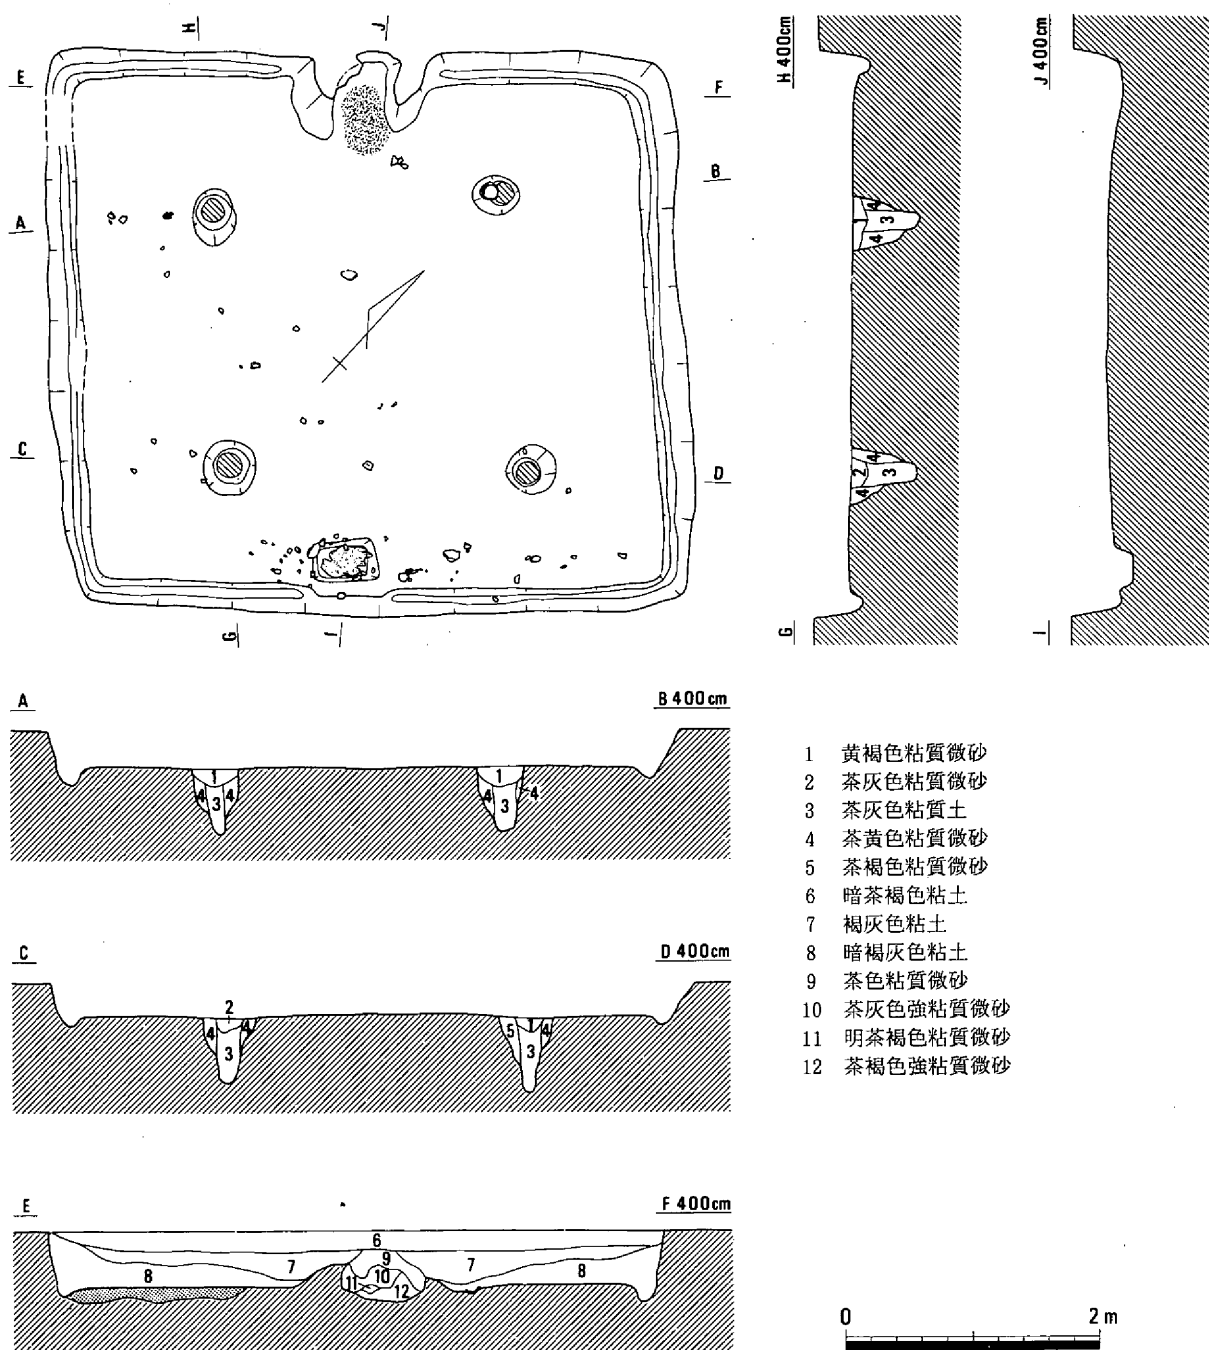 H
J
E
F
B
A
C
D
G
I
H 400cm
G
J 400cm
I
A
B 400cm
1
1
4
3
4
4
3
4
4
3
4
4
2
3
4
C
D 400cm
2
4
4
3
5
1
4
3
E
F 400cm
6
7
9
7
8
10
8
11
12
1 黄褐色粘質微砂
2 茶灰色粘質微砂
3 茶灰色粘質土
4 茶黄色粘質微砂
5 茶褐色粘質微砂
6 暗茶褐色粘土
7 褐灰色粘土
8 暗褐灰色粘土
9 茶色粘質微砂
10 茶灰色強粘質微砂
11 明茶褐色粘質微砂
12 茶褐色強粘質微砂
0 2 m